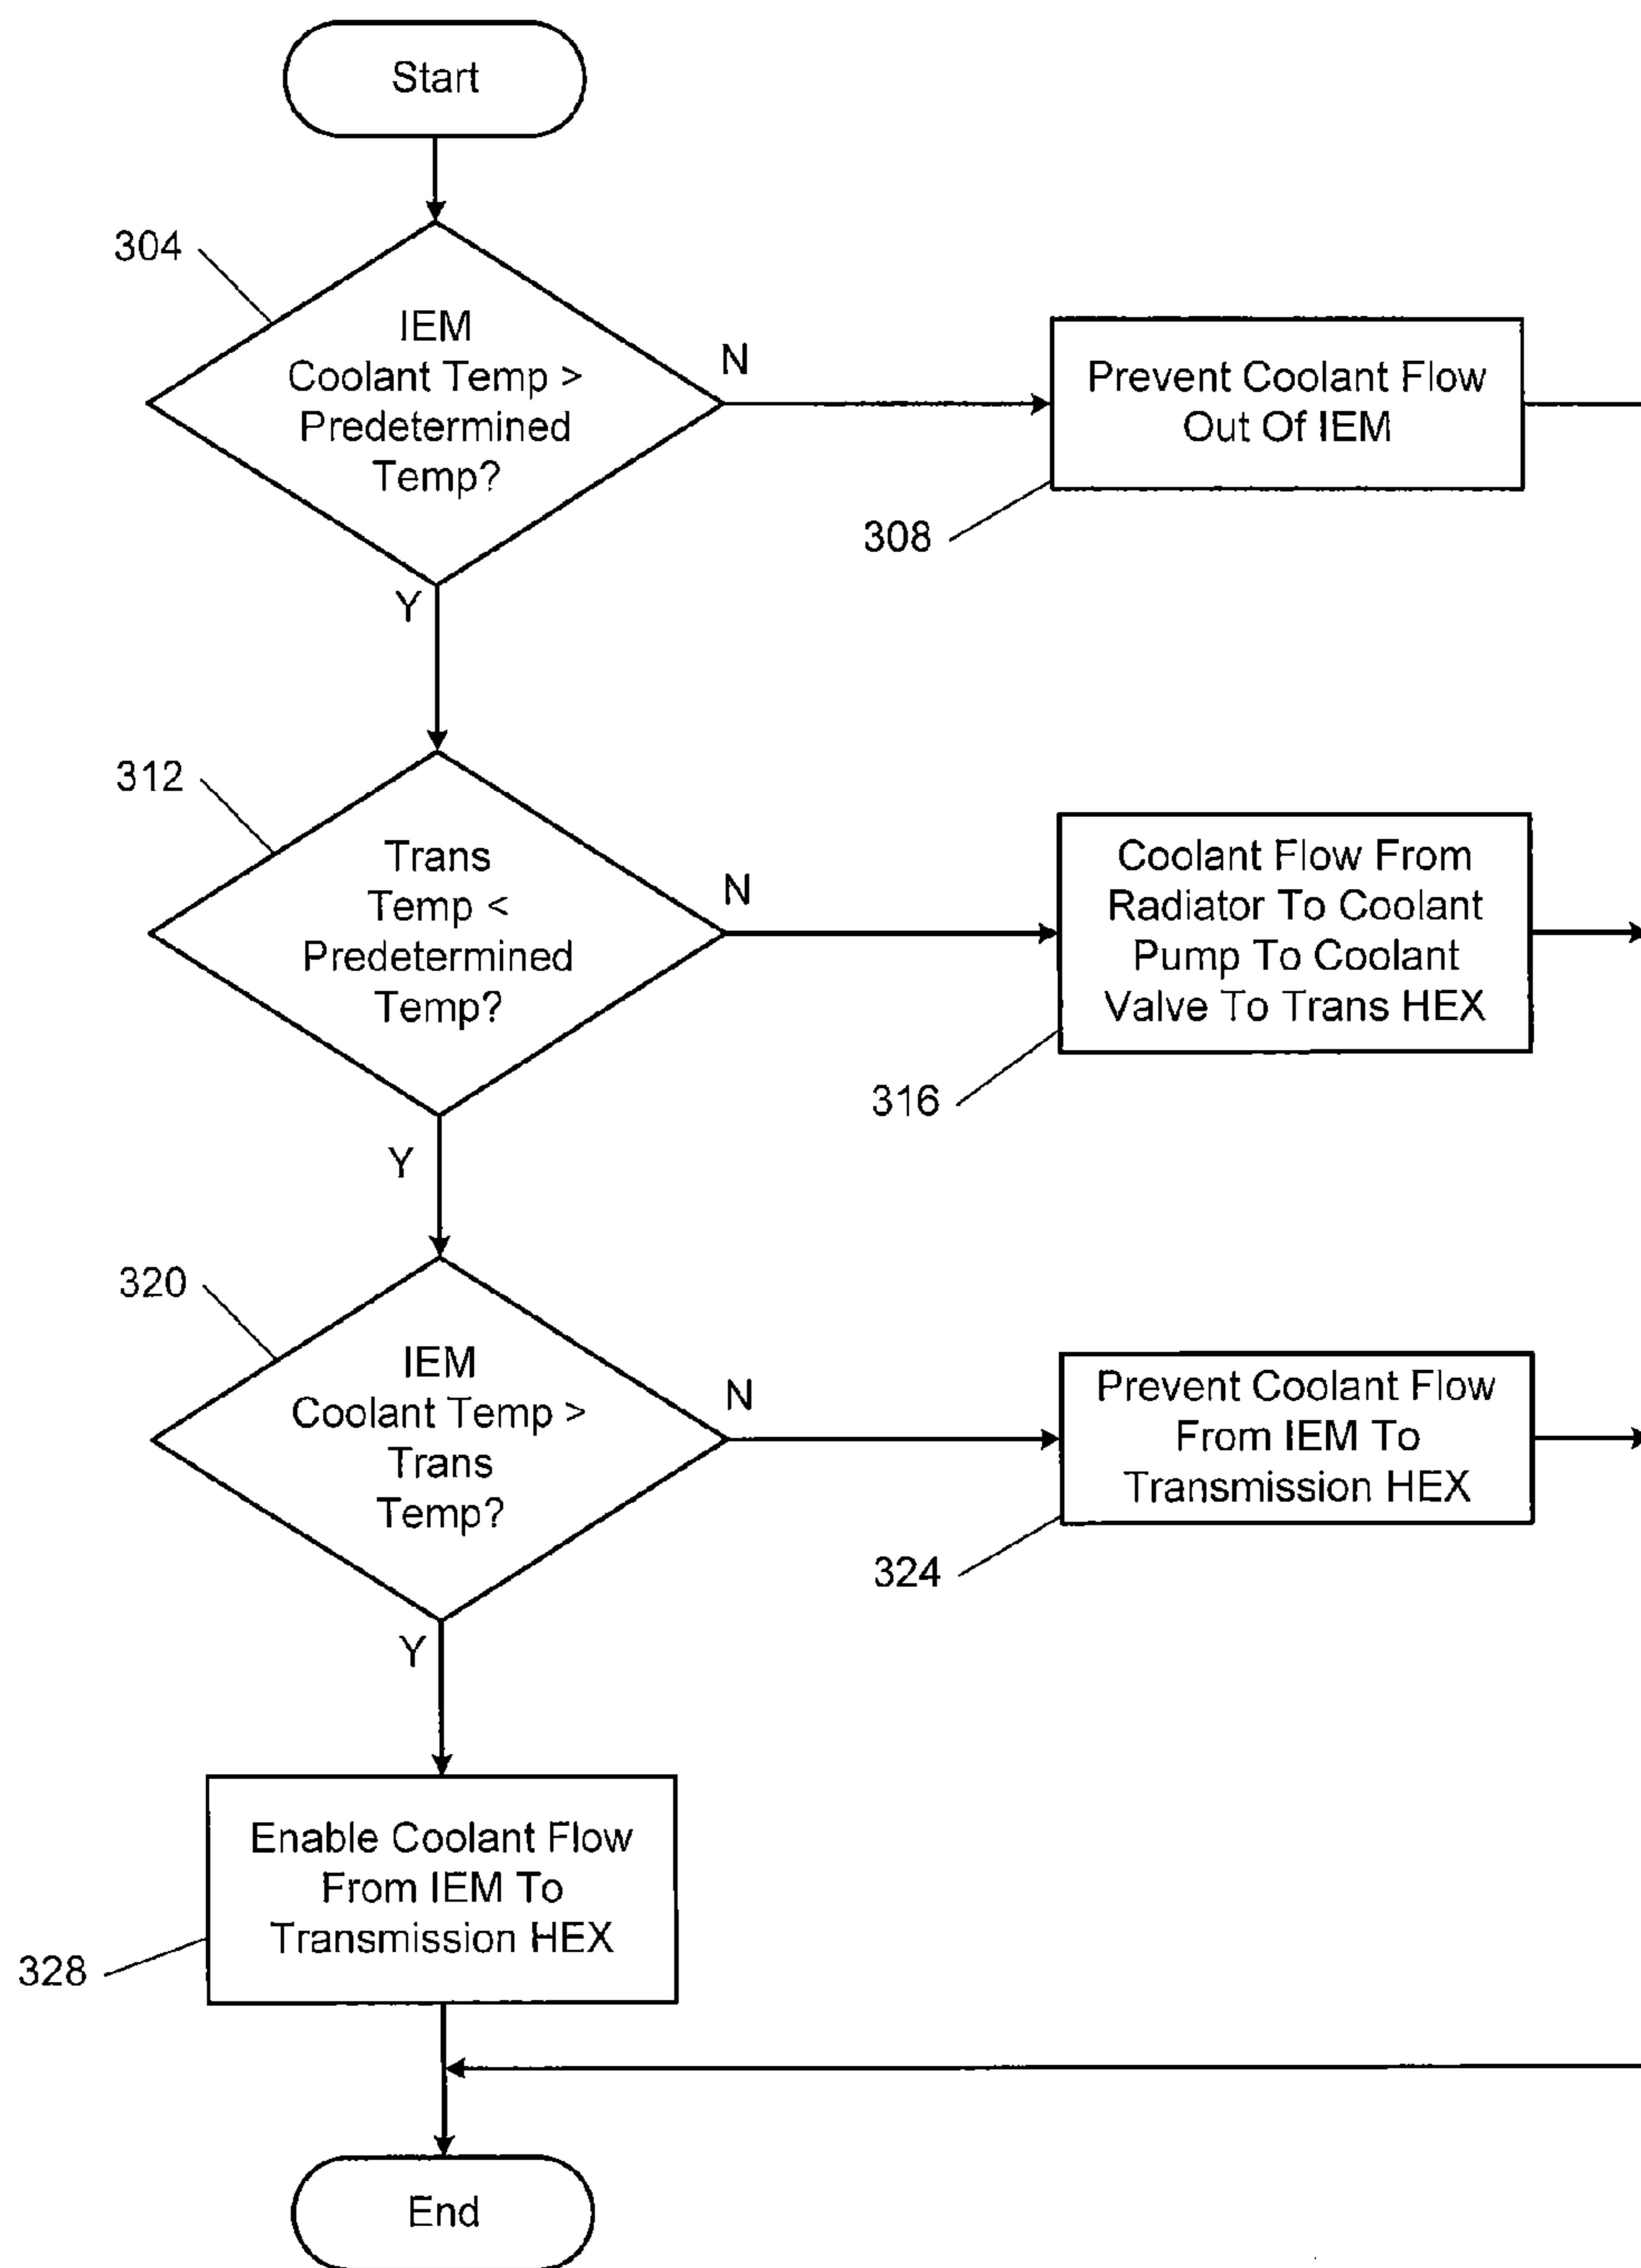 Start
304
IEM
Coolant Temp >
Predetermined
Temp?
N
Prevent Coolant Flow
Out Of IEM
308
Y
312
Trans
Temp <
Predetermined
Temp?
N
Coolant Flow From
Radiator To Coolant
Pump To Coolant
Valve To Trans HEX
316
Y
320
IEM
Coolant Temp >
Trans
Temp?
N
Prevent Coolant Flow
From IEM To
Transmission HEX
324
Y
Enable Coolant Flow
From IEM To
Transmission HEX
328
End